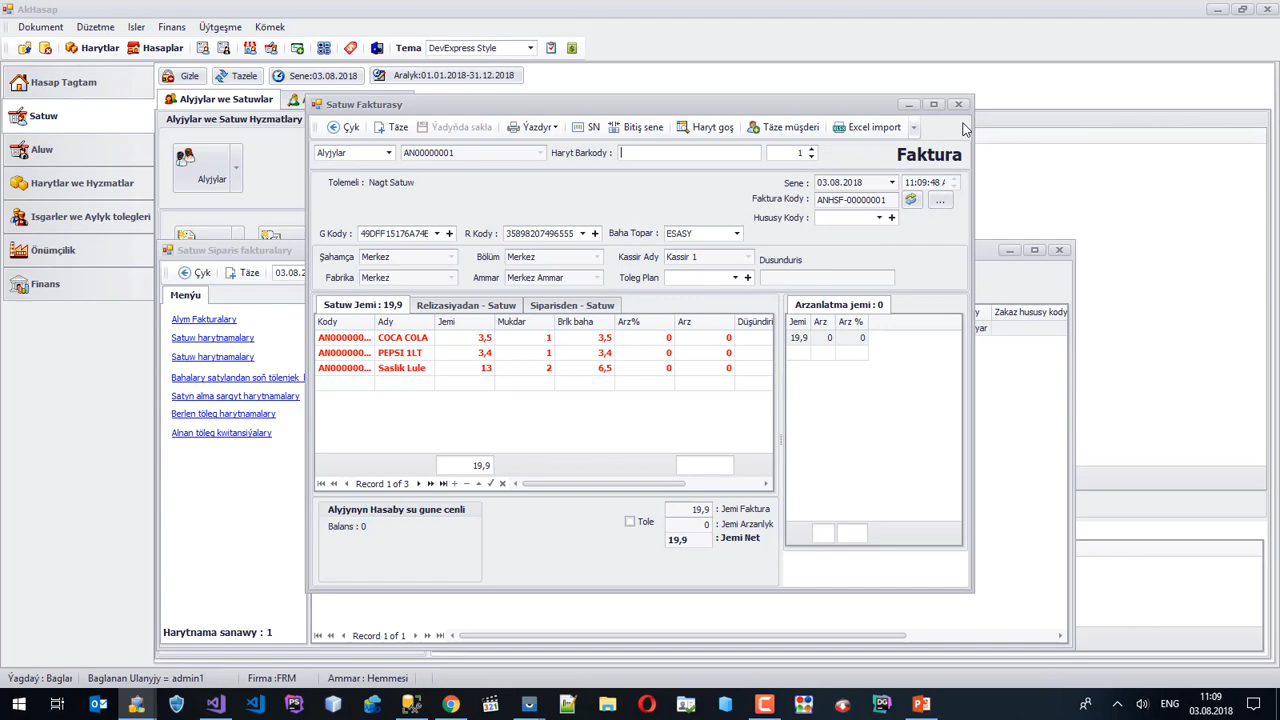 AkHasap
Dokument Düzetme Isler Finans Üýtgeşme Kömek
Harytlar Hasaplar Tema DevExpress Style
Hasap Tagtam
Satuw
Aluw
Harytlar we Hyzmatlar
Isgarler we Aylyk tolegleri
Önümçilik
Finans
Gizle Tazele Sene:03.08.2018 Aralyk:01.01.2018-31.12.2018
Alyjylar we Satuwlar
Alyjylar we Satuw Hyzmatlary
Alyjylar
Satuw Siparis fakturalary
Çyk Täze 03.08.2
Menýu
Alym Fakturalary
Satuw harytnamalary
Satuw harytnamalary
Bahalary satylandan soň tölenjek
Satyn alma sargyt harytnamalary
Berlen töleg harytnamalary
Alnan töleg kwitansiýalary
Harytnama sanawy : 1
Satuw Fakturasy
Çyk Täze Ýadyňda sakla Ýazdyr SN Bitiş sene Haryt goş Täze müşderi Excel import
Alyjylar AN00000001 Haryt Barkody : 1 Faktura
Tolemeli : Nagt Satuw
Sene : 03.08.2018 11:09:48
Faktura Kody : ANHSF-00000001 ...
Hususy Kody :
G Kody : 49DFF15176A74E R Kody : 35898207496555 Baha Topar : ESASY
Şahamça Merkez Bölüm Merkez Kassir Ady Kassir 1 Dusunduris
Fabrika Merkez Ammar Merkez Ammar Toleg Plan
Satuw Jemi : 19,9 Relizasiyadan - Satuw Siparisden - Satuw
Kody Ady Jemi Mukdar Brlk baha Arz% Arz Düşündiri
AN000000... COCA COLA 3,5 1 3,5 0 0
AN000000... PEPSI 1LT 3,4 1 3,4 0 0
AN000000... Saslik Lule 13 2 6,5 0 0
19,9
Record 1 of 3
Arzanlatma jemi : 0
Jemi Arz Arz %
19,9 0 0
Alyjynyn Hasaby su gune cenli
Balans : 0
Tole
19,9 : Jemi Faktura
0 : Jemi Arzanlyk
19,9 : Jemi Net
Zakaz hususy kody
Record 1 of 1
Ýagdaý: Baglar Baglanan Ulanyjy = admin1 Firma :FRM Ammar : Hemmesi
ENG 11:09
03.08.2018